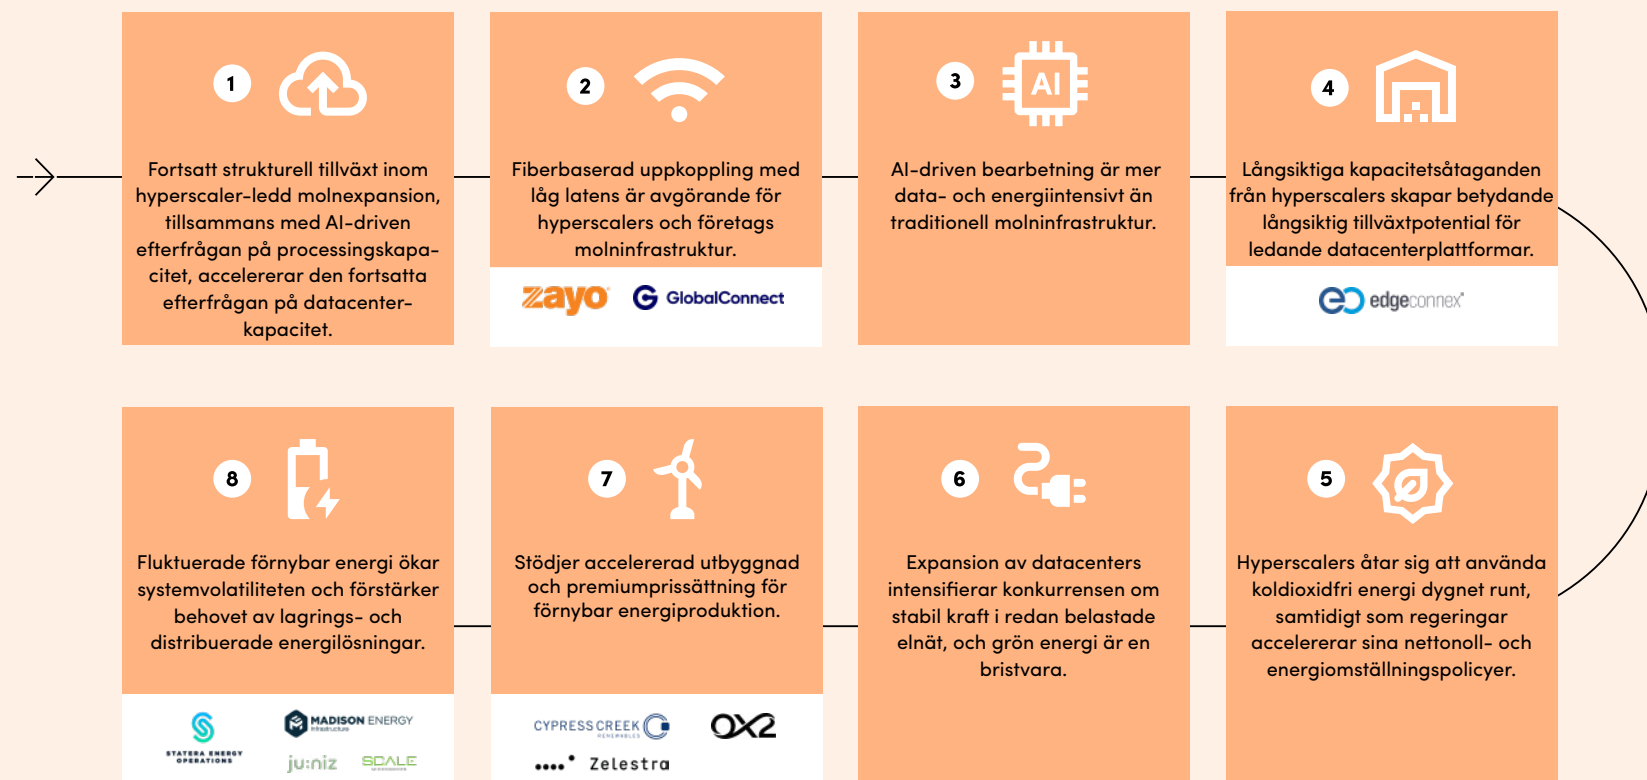 1
Fortsatt strukturell tillväxt inom
hyperscaler-ledd molnexpansion,
tillsammans med AI-driven
efterfrågan på processingskapa-
citet, accelererar den fortsatta
efterfrågan på datacenter-
kapacitet.
2
Fiberbaserad uppkoppling med
låg latens är avgörande för
hyperscalers och företags
molninfrastruktur.
zayo
GlobalConnect
3
AI
AI-driven bearbetning är mer
data- och energiintensivt än
traditionell molninfrastruktur.
4
Långsiktiga kapacitetsåtaganden
från hyperscalers skapar betydande
långsiktig tillväxtpotential för
ledande datacenterplattformar.
edgeconnex
5
Hyperscalers åtar sig att använda
koldioxidfri energi dygnet runt,
samtidigt som regeringar
accelererar sina nettonoll- och
energiomställningspolicyer.
6
Expansion av datacenters
intensifierar konkurrensen om
stabil kraft i redan belastade
elnät, och grön energi är en
bristvara.
7
Stödjer accelererad utbyggnad
och premiumprissättning för
förnybar energiproduktion.
CYPRESS CREEK
RENEWABLES
OX2
Zelestra
8
Fluktuerade förnybar energi ökar
systemvolatiliteten och förstärker
behovet av lagrings- och
distribuerade energilösningar.
STATERA ENERGY
OPERATIONS
MADISON ENERGY
Infrastructure
ju:niz
SCALE